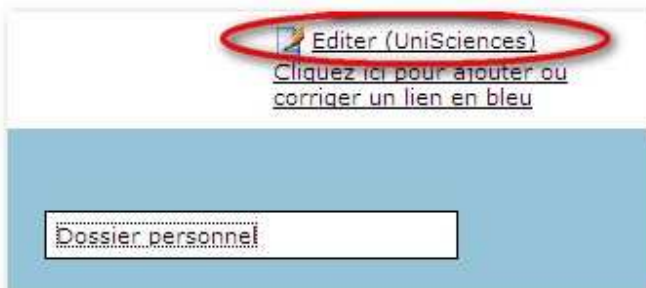 Editer (UniSciences)
Cliquez ici pour ajouter ou
corriger un lien en bleu
Dossier personnel